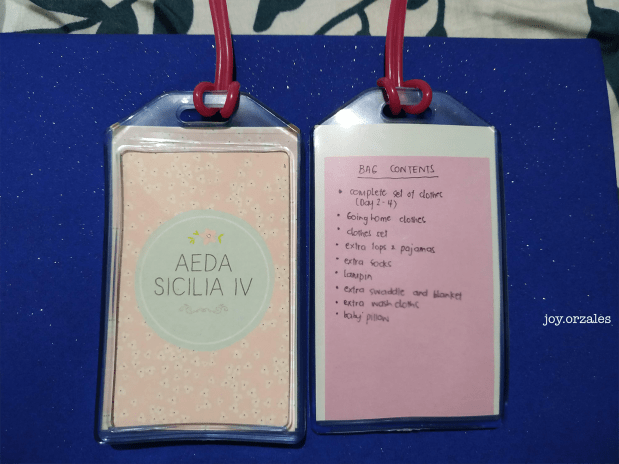 AEDA
SICILIA IV
BAG CONTENTS
• complete set of clothes
(Day 2-4)
• Going home clothes
• clothes set
• extra tops & pajamas
• extra socks
• lampin
• extra swaddle and blanket
• extra wash cloths
• baby pillow
joy.orzales